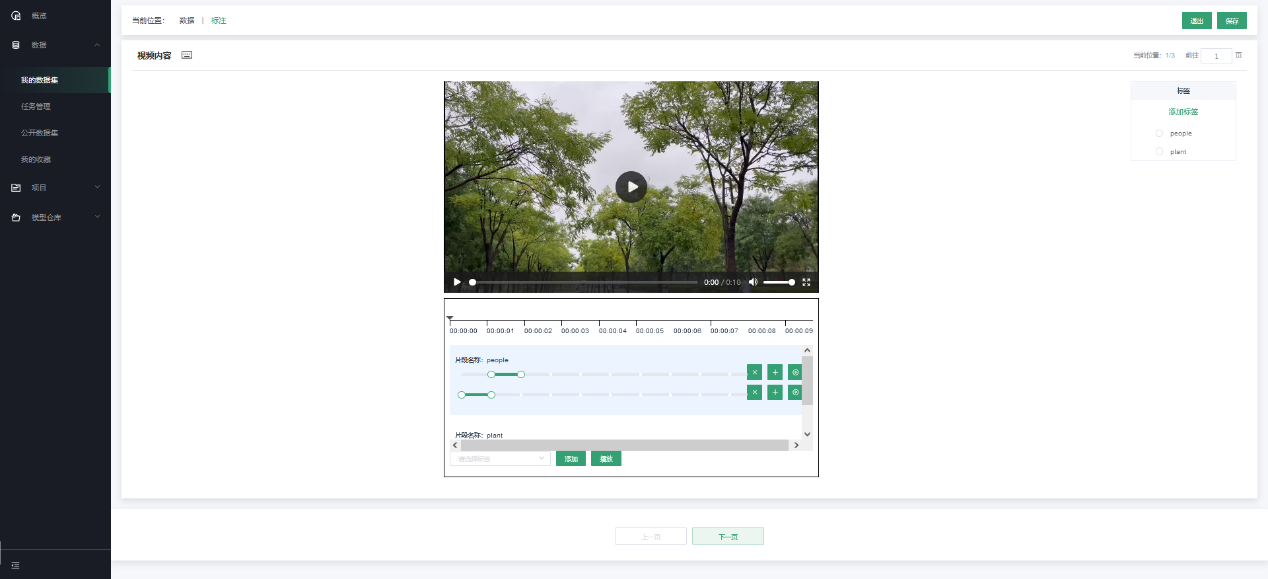 概览
数据
我的数据集
任务管理
公开数据集
我的收藏
项目
模型仓库
当前位置： 数据 | 标注
退出 保存
视频内容
当前位置： 1/3 前往 1 页
标签
添加标签
people
plant
0:00 / 0:10
00:00:00 00:00:01 00:00:02 00:00:03 00:00:04 00:00:05 00:00:06 00:00:07 00:00:08 00:00:09
片段名称： people
片段名称： plant
请选择标签 添加 播放
上一页 下一页